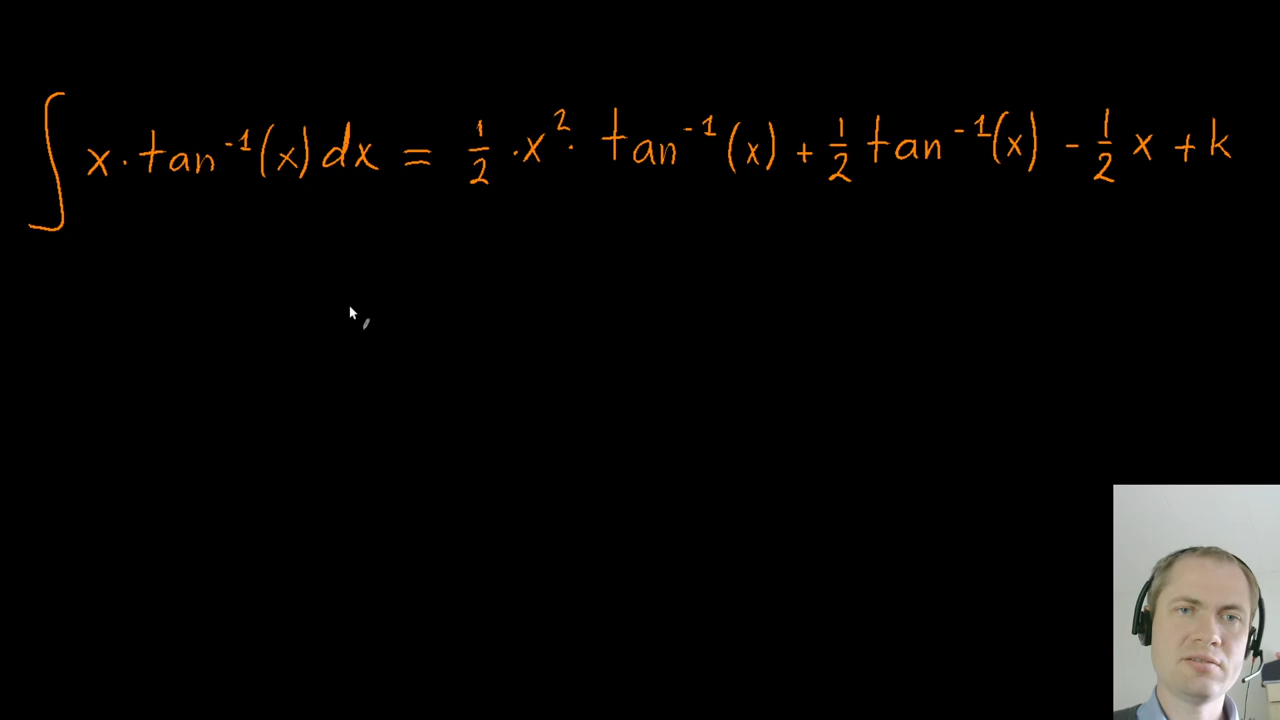 ∫ x · tan⁻¹(x) dx = 1/2 · x² · tan⁻¹(x) + 1/2 tan⁻¹(x) - 1/2 x + k